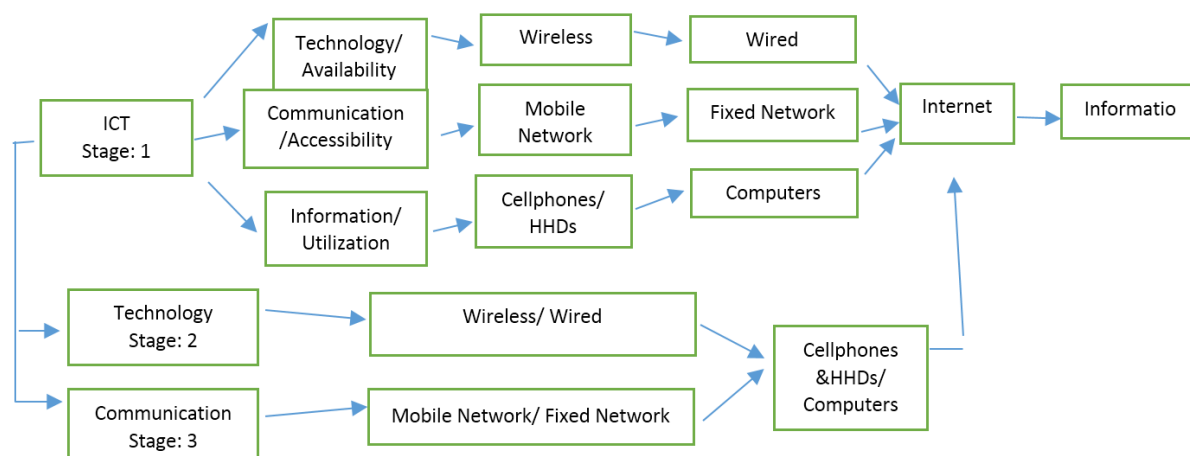 Technology/
Availability
Wireless
Wired
ICT
Stage: 1
Communication
/Accessibility
Mobile
Network
Fixed Network
Internet
Informatio
Information/
Utilization
Cellphones/
HHDs
Computers
Technology
Stage: 2
Wireless/ Wired
Cellphones
&HHDs/
Computers
Communication
Stage: 3
Mobile Network/ Fixed Network